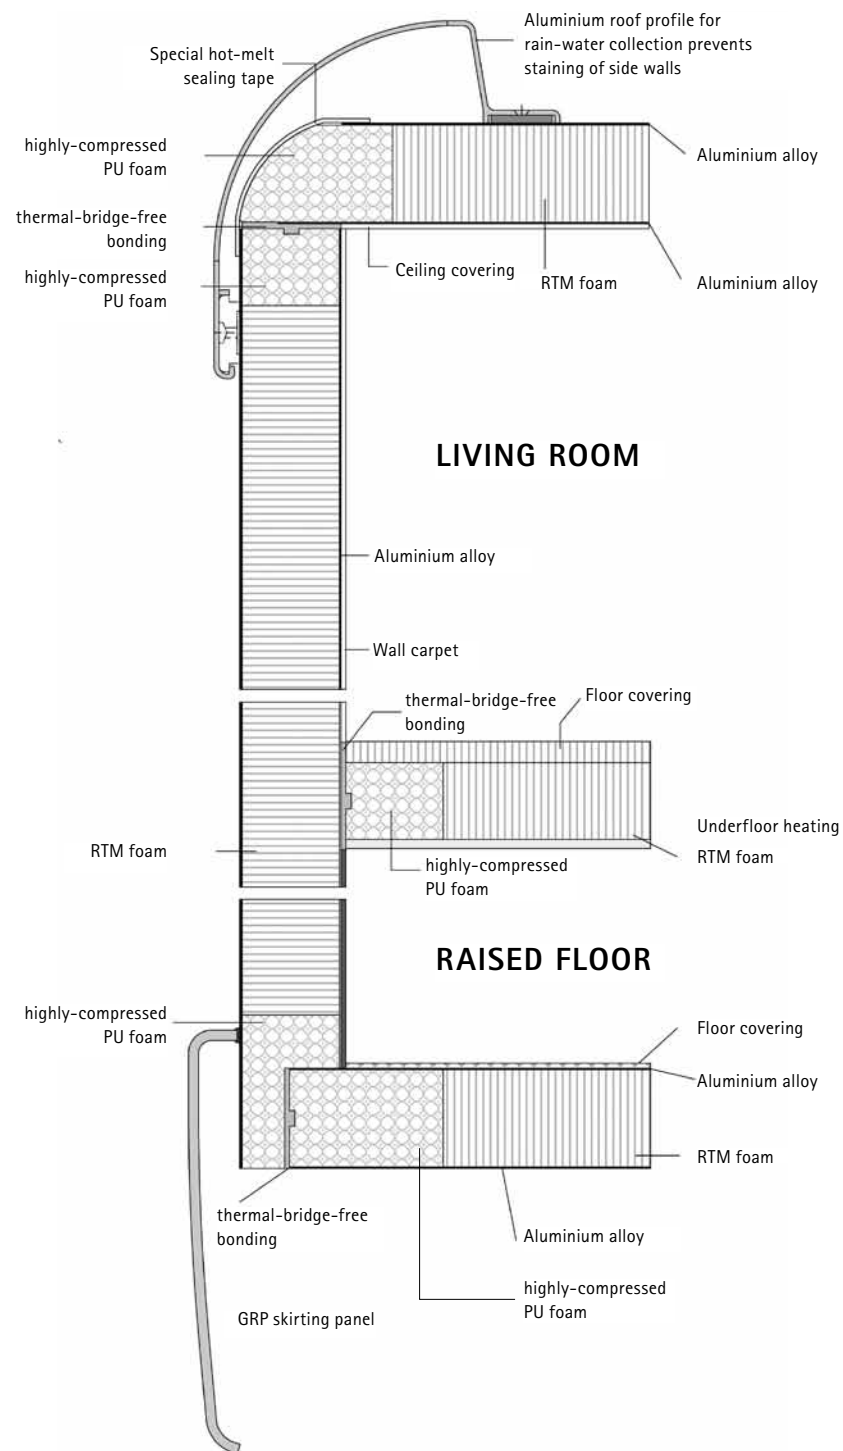 Aluminium roof profile for
rain-water collection prevents
staining of side walls
Special hot-melt
sealing tape
highly-compressed
PU foam
Aluminium alloy
thermal-bridge-free
bonding
Ceiling covering
RTM foam
highly-compressed
PU foam
Aluminium alloy
LIVING ROOM
Aluminium alloy
Wall carpet
thermal-bridge-free
bonding
Floor covering
Underfloor heating
RTM foam
RTM foam
highly-compressed
PU foam
RAISED FLOOR
highly-compressed
PU foam
Floor covering
Aluminium alloy
RTM foam
thermal-bridge-free
bonding
Aluminium alloy
highly-compressed
PU foam
GRP skirting panel